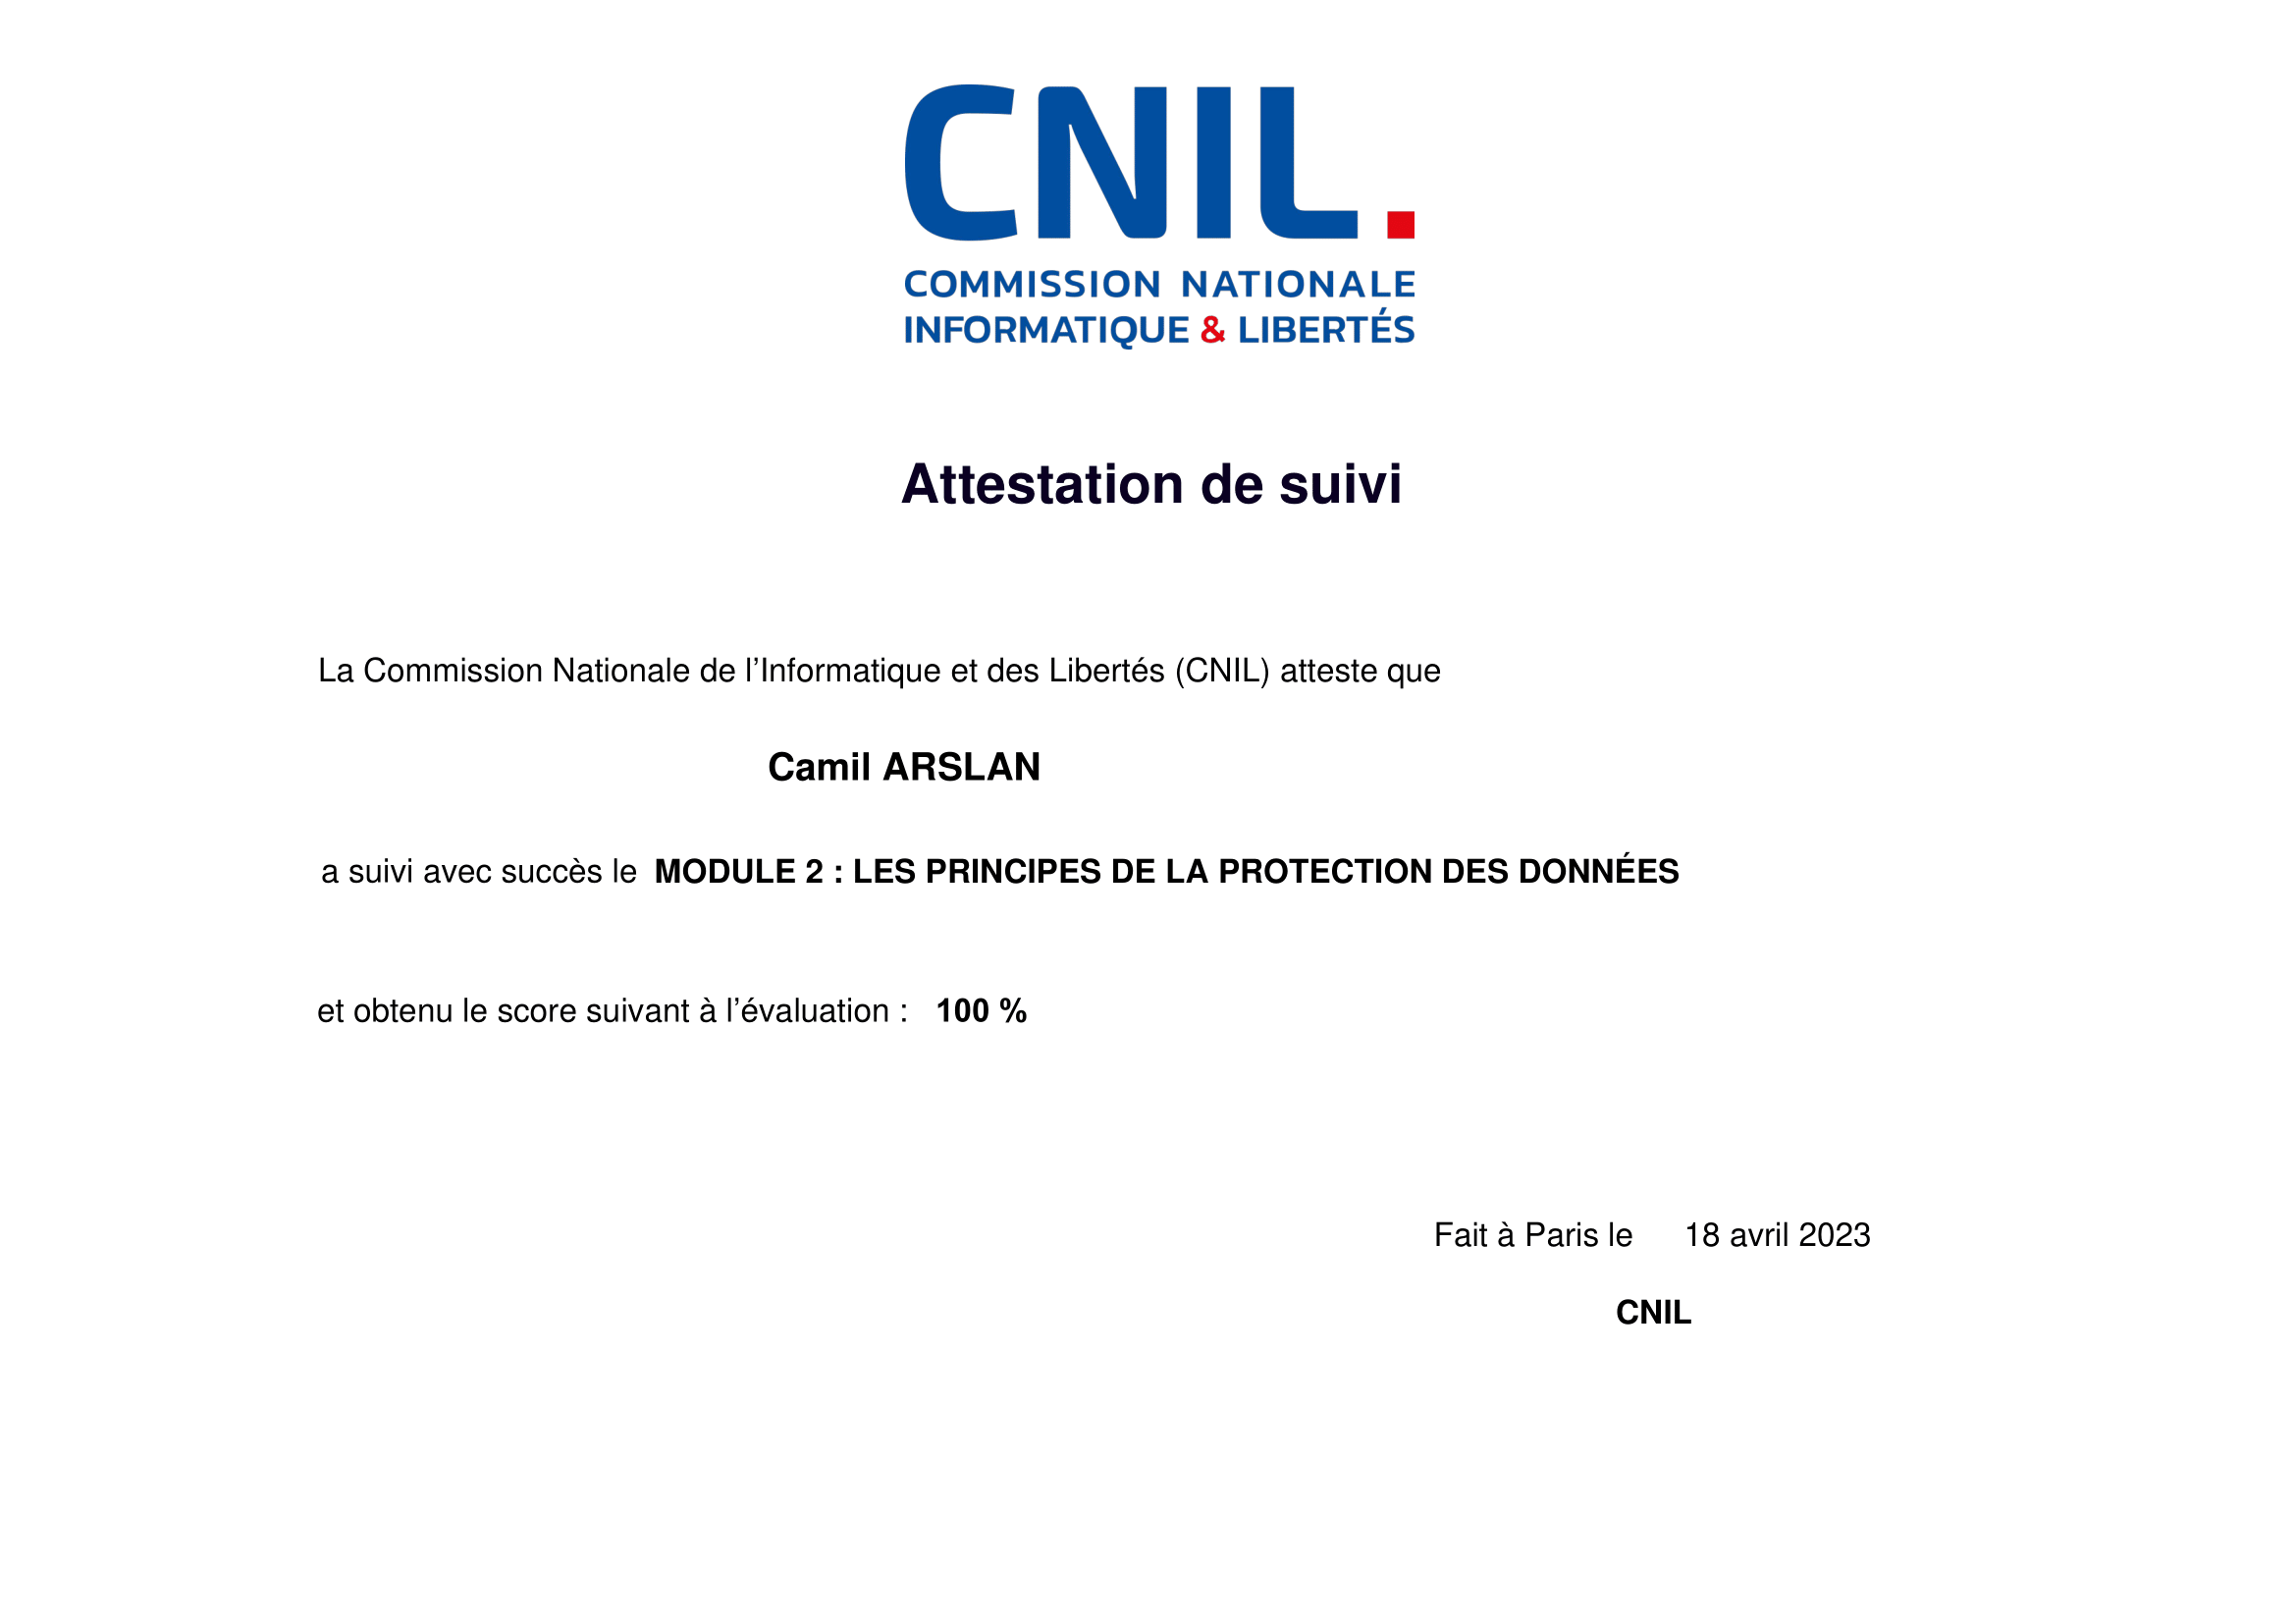 CNIL.
COMMISSION NATIONALE
INFORMATIQUE & LIBERTÉS
Attestation de suivi
La Commission Nationale de l’Informatique et des Libertés (CNIL) atteste que
Camil ARSLAN
a suivi avec succès le MODULE 2 : LES PRINCIPES DE LA PROTECTION DES DONNÉES
et obtenu le score suivant à l’évaluation : 100 %
Fait à Paris le 18 avril 2023
CNIL